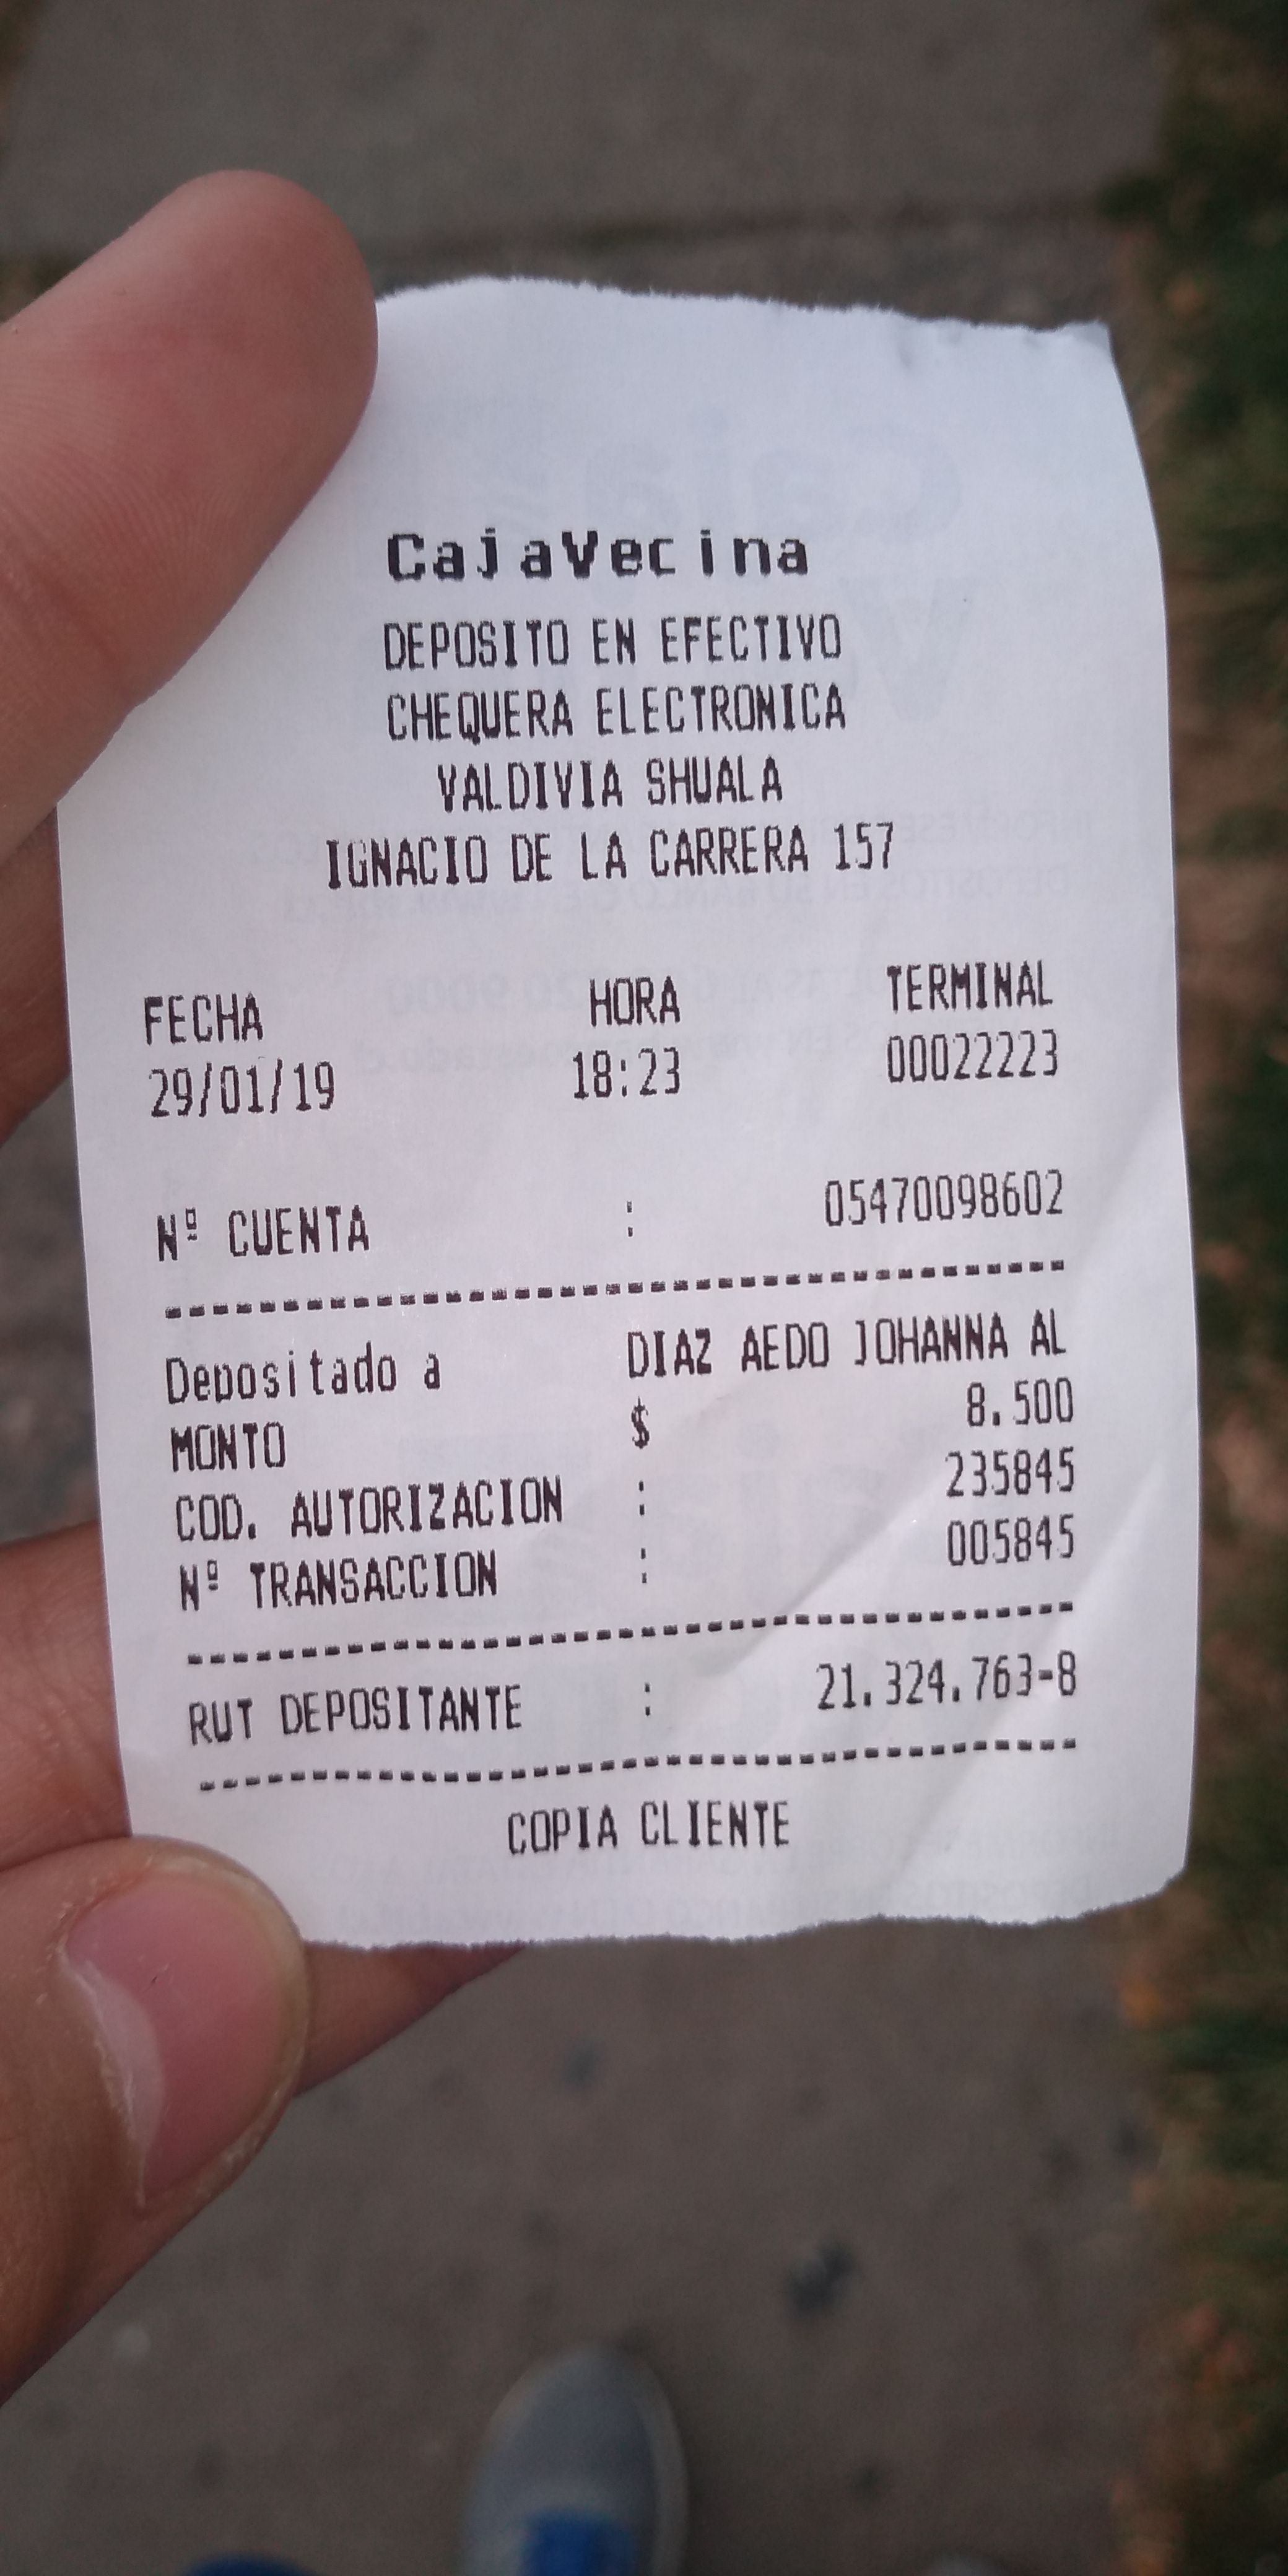 CajaVecina
DEPOSITO EN EFECTIVO
CHEQUERA ELECTRONICA
VALDIVIA SHUALA
IGNACIO DE LA CARRERA 157
FECHA HORA TERMINAL
29/01/19 18:23 00022223
Nº CUENTA : 05470098602
Depositado a DIAZ AEDO JOHANNA AL
MONTO $ 8.500
COD. AUTORIZACION : 235845
Nº TRANSACCION : 005845
RUT DEPOSITANTE : 21.324.763-8
COPIA CLIENTE